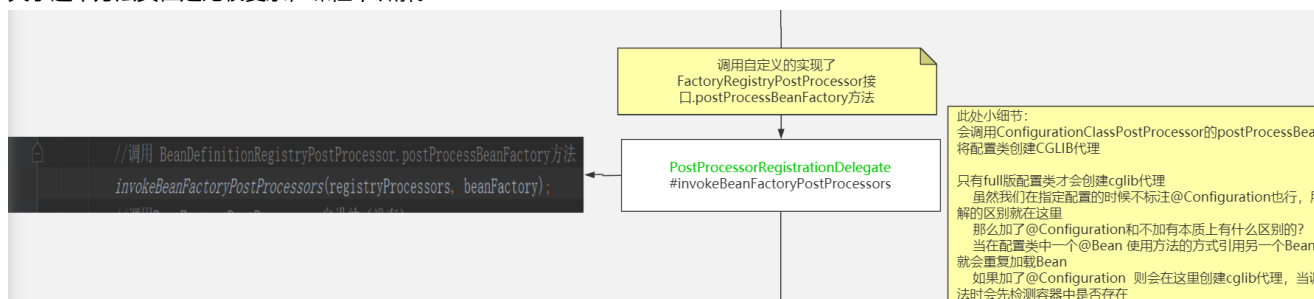 调用自定义的实现了
FactoryRegistryPostProcessor接
口.postProcessBeanFactory方法
//调用 BeanDefinitionRegistryPostProcessor.postProcessBeanFactory方法
invokeBeanFactoryPostProcessors(registryProcessors, beanFactory);
PostProcessorRegistrationDelegate
#invokeBeanFactoryPostProcessors
此处小细节：
会调用ConfigurationClassPostProcessor的postProcessBea
将配置类创建CGLIB代理
只有full版配置类才会创建cglib代理
虽然我们在指定配置的时候不标注@Configuration也行，
解的区别就在这里
那么加了@Configuration和不加有本质上有什么区别的?
当在配置类中一个@Bean 使用方法的方式引用另一个Bean
就会重复加载Bean
如果加了@Configuration 则会在这里创建cglib代理，当
法时会先检测容器中是否存在